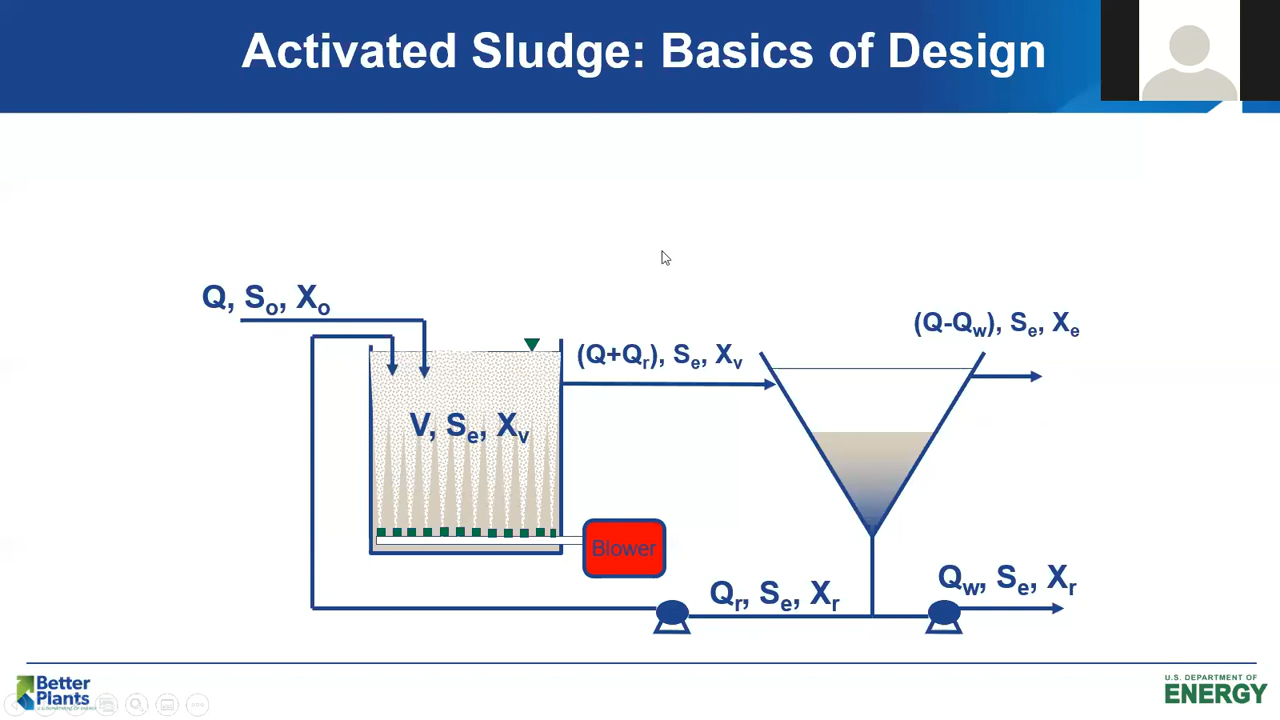 Activated Sludge: Basics of Design
Q, Sₒ, Xₒ
(Q-Qw), Sₑ, Xₑ
(Q+Qᵣ), Sₑ, Xᵥ
V, Sₑ, Xᵥ
Blower
Qᵣ, Sₑ, Xᵣ
Qw, Sₑ, Xᵣ
Better
Plants
U.S. DEPARTMENT OF
ENERGY